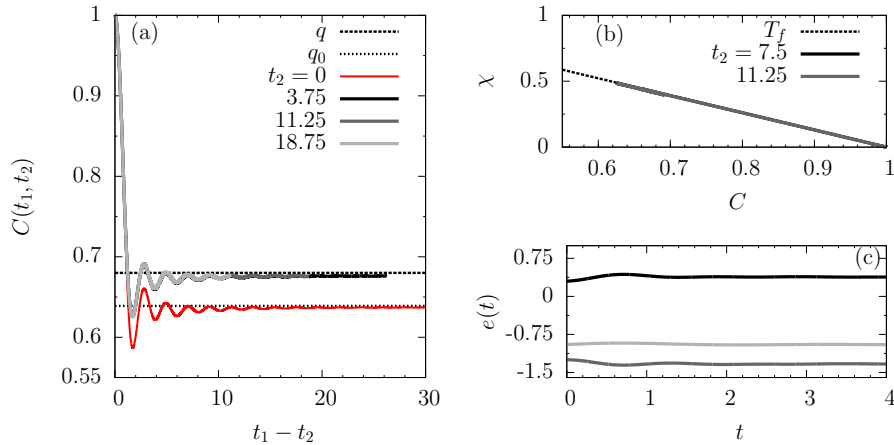 (a)
q
q₀
t₂ = 0
3.75
11.25
18.75
C(t₁, t₂)
1
0.9
0.8
0.7
0.6
0.55
0
10
20
30
t₁ − t₂
(b)
T_f
t₂ = 7.5
11.25
χ
1
0.5
0
0.6
0.7
0.8
0.9
1
C
(c)
e(t)
0.75
0
-0.75
-1.5
0
1
2
3
4
t